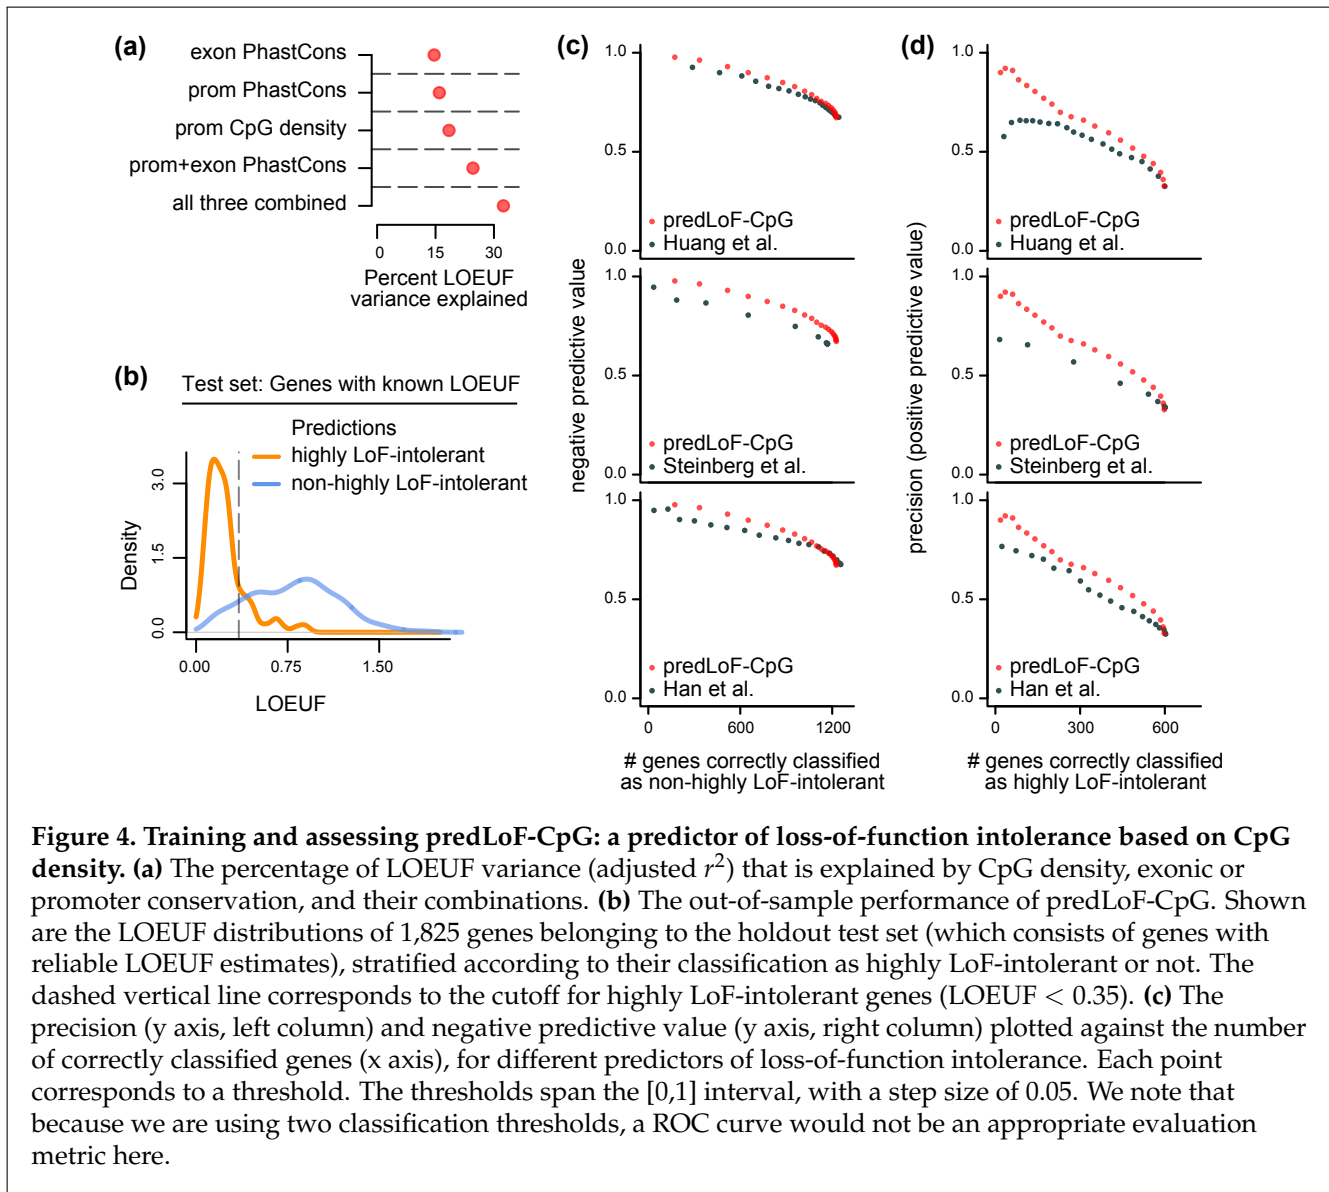 (a)
exon PhastCons
prom PhastCons
prom CpG density
prom+exon PhastCons
all three combined
0 15 30
Percent LOEUF
variance explained
(b)
Test set: Genes with known LOEUF
Predictions
highly LoF-intolerant
non-highly LoF-intolerant
Density
3.0
1.5
0.0
0.00 0.75 1.50
LOEUF
(c)
negative predictive value
1.0
0.5
0.0
predLoF-CpG
Huang et al.
1.0
0.5
0.0
predLoF-CpG
Steinberg et al.
1.0
0.5
0.0
predLoF-CpG
Han et al.
0 600 1200
# genes correctly classified
as non-highly LoF-intolerant
(d)
precision (positive predictive value)
1.0
0.5
0.0
predLoF-CpG
Huang et al.
1.0
0.5
0.0
predLoF-CpG
Steinberg et al.
1.0
0.5
0.0
predLoF-CpG
Han et al.
0 300 600
# genes correctly classified
as highly LoF-intolerant
Figure 4. Training and assessing predLoF-CpG: a predictor of loss-of-function intolerance based on CpG
density. (a) The percentage of LOEUF variance (adjusted r²) that is explained by CpG density, exonic or
promoter conservation, and their combinations. (b) The out-of-sample performance of predLoF-CpG. Shown
are the LOEUF distributions of 1,825 genes belonging to the holdout test set (which consists of genes with
reliable LOEUF estimates), stratified according to their classification as highly LoF-intolerant or not. The
dashed vertical line corresponds to the cutoff for highly LoF-intolerant genes (LOEUF < 0.35). (c) The
precision (y axis, left column) and negative predictive value (y axis, right column) plotted against the number
of correctly classified genes (x axis), for different predictors of loss-of-function intolerance. Each point
corresponds to a threshold. The thresholds span the [0,1] interval, with a step size of 0.05. We note that
because we are using two classification thresholds, a ROC curve would not be an appropriate evaluation
metric here.